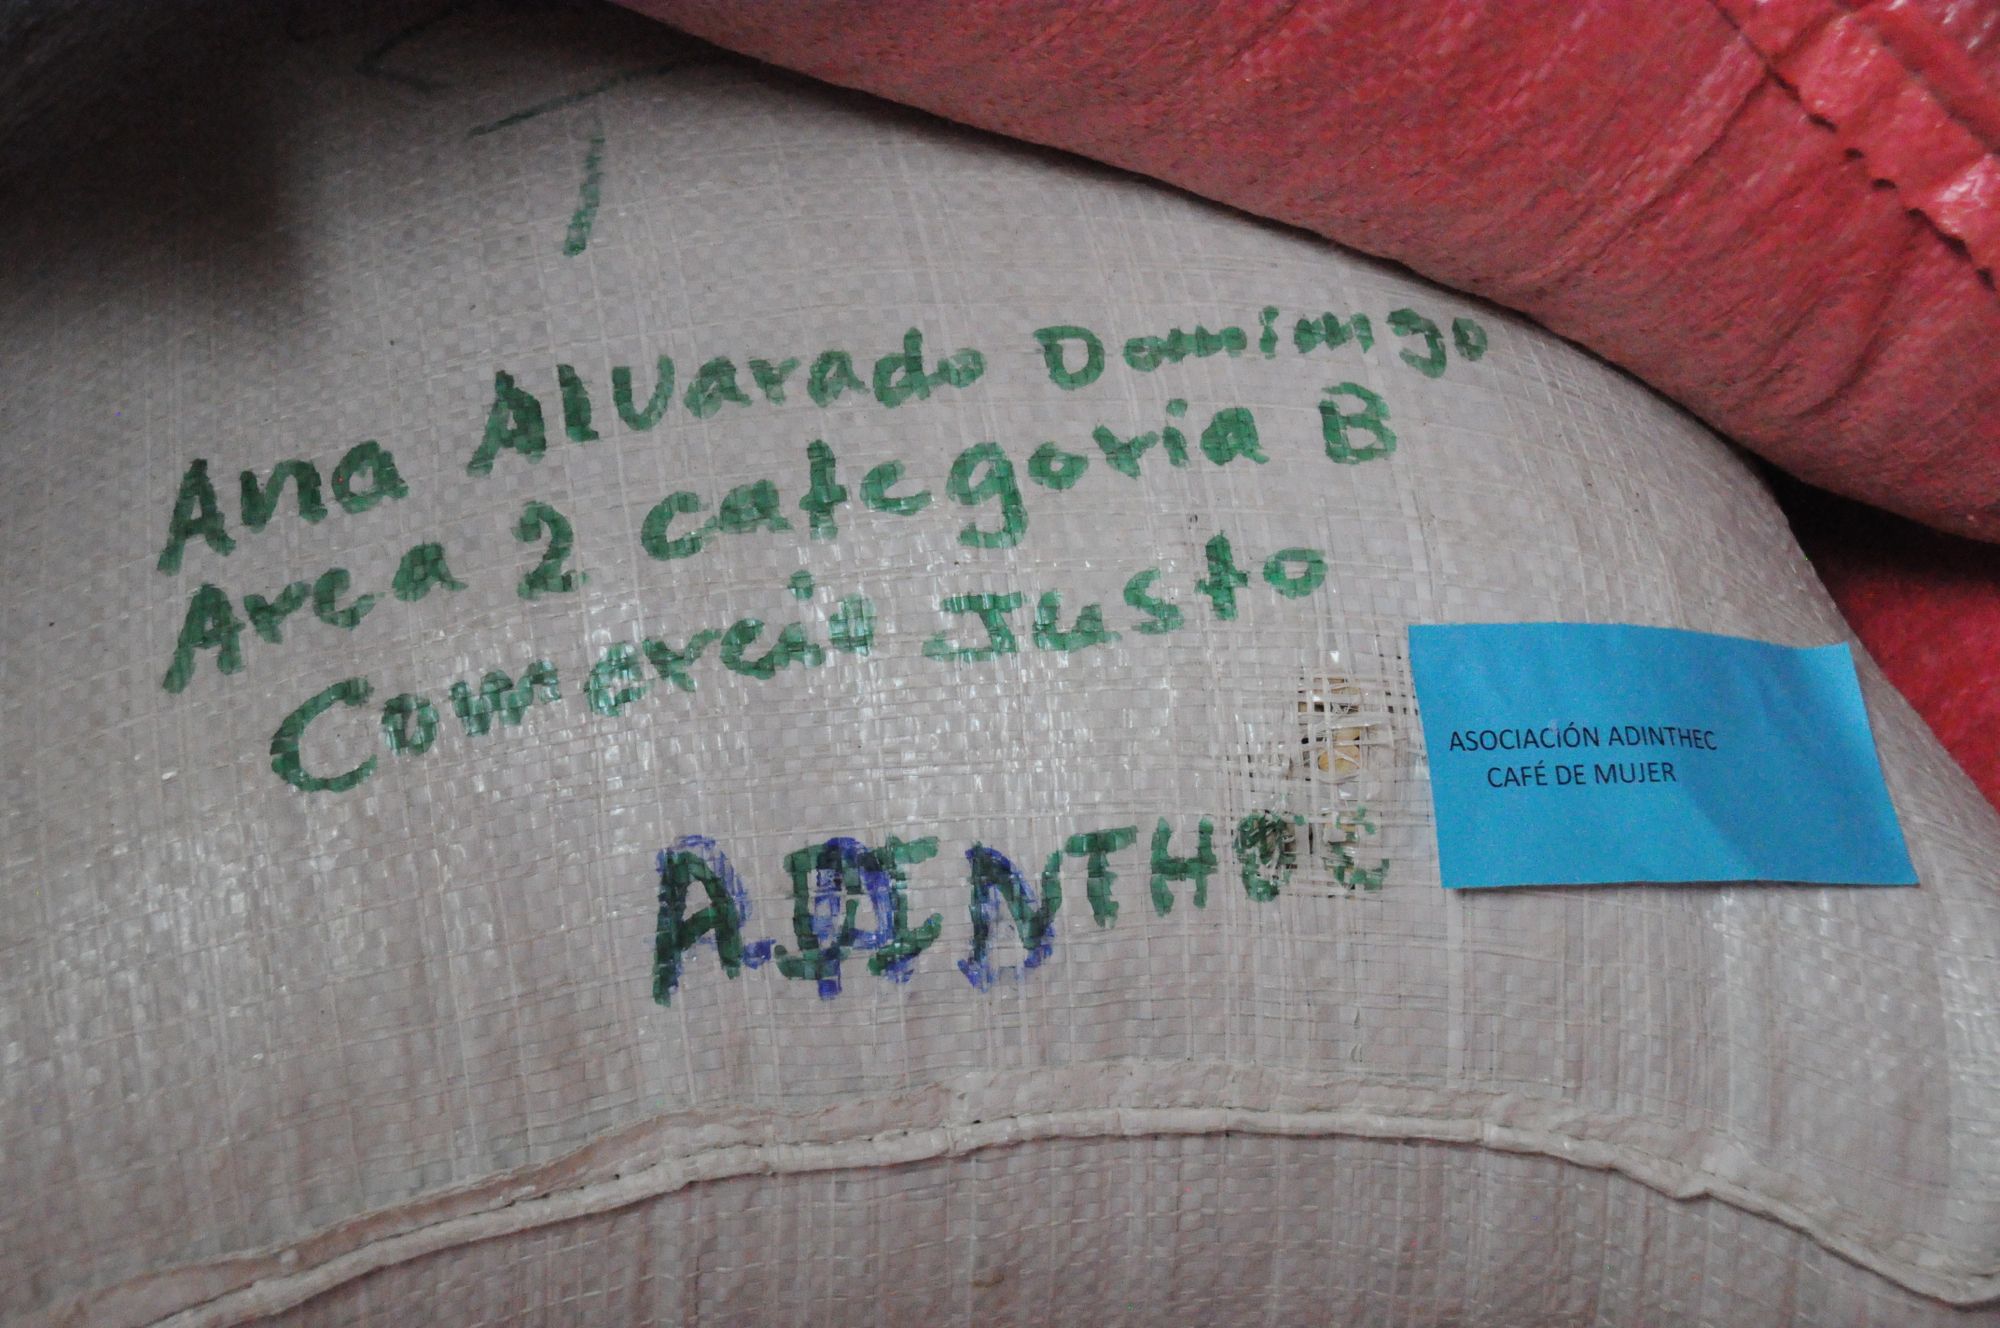 Ana Alvarado Domingo
Area 2 categoria B
Comercio Justo
ASOCIACIÓN ADINTHEC
CAFÉ DE MUJER
ADINTHEC